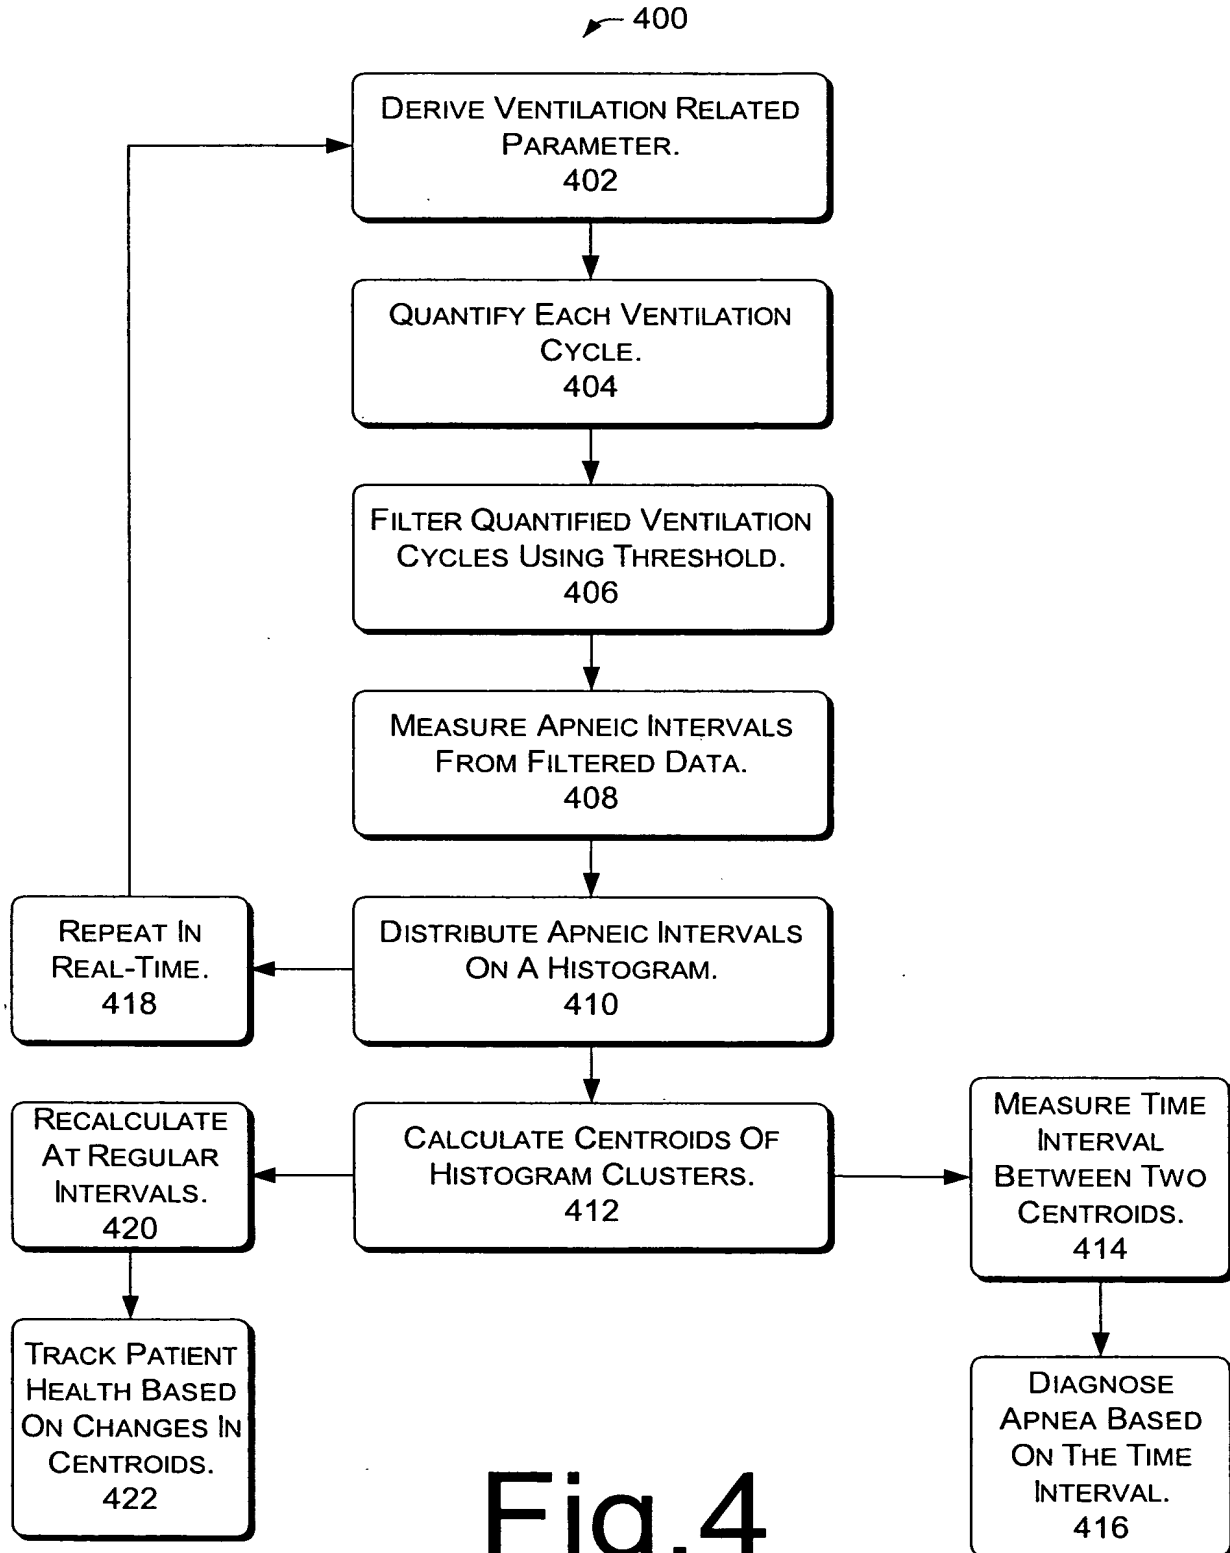 400
DERIVE VENTILATION RELATED
PARAMETER.
402
QUANTIFY EACH VENTILATION
CYCLE.
404
FILTER QUANTIFIED VENTILATION
CYCLES USING THRESHOLD.
406
MEASURE APNEIC INTERVALS
FROM FILTERED DATA.
408
DISTRIBUTE APNEIC INTERVALS
ON A HISTOGRAM.
410
REPEAT IN
REAL-TIME.
418
CALCULATE CENTROIDS OF
HISTOGRAM CLUSTERS.
412
RECALCULATE
AT REGULAR
INTERVALS.
420
TRACK PATIENT
HEALTH BASED
ON CHANGES IN
CENTROIDS.
422
MEASURE TIME
INTERVAL
BETWEEN TWO
CENTROIDS.
414
DIAGNOSE
APNEA BASED
ON THE TIME
INTERVAL.
416
Fig.4